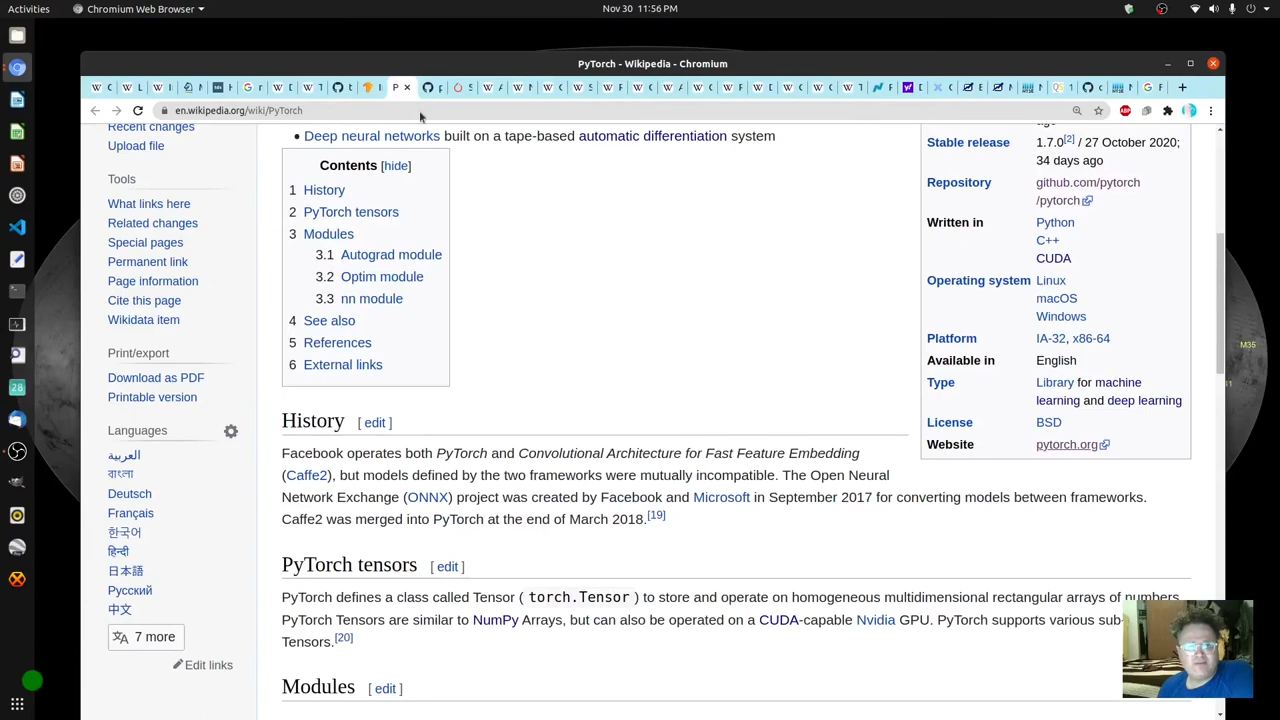 Activities
Chromium Web Browser
Nov 30 11:56 PM
PyTorch - Wikipedia - Chromium
en.wikipedia.org/wiki/PyTorch
ABP
Recent changes
Upload file
Tools
What links here
Related changes
Special pages
Permanent link
Page information
Cite this page
Wikidata item
Print/export
Download as PDF
Printable version
Languages
العربية
বাংলা
Deutsch
Français
한국어
हिन्दी
日本語
Русский
中文
7 more
Edit links
• Deep neural networks built on a tape-based automatic differentiation system
Contents [hide]
1 History
2 PyTorch tensors
3 Modules
3.1 Autograd module
3.2 Optim module
3.3 nn module
4 See also
5 References
6 External links
History [ edit ]
Facebook operates both PyTorch and Convolutional Architecture for Fast Feature Embedding
(Caffe2), but models defined by the two frameworks were mutually incompatible. The Open Neural
Network Exchange (ONNX) project was created by Facebook and Microsoft in September 2017 for converting models between frameworks.
Caffe2 was merged into PyTorch at the end of March 2018.[19]
PyTorch tensors [ edit ]
PyTorch defines a class called Tensor ( torch.Tensor ) to store and operate on homogeneous multidimensional rectangular arrays of numbers.
PyTorch Tensors are similar to NumPy Arrays, but can also be operated on a CUDA-capable Nvidia GPU. PyTorch supports various sub-
Tensors.[20]
Modules [ edit ]
Stable release 1.7.0[2] / 27 October 2020;
34 days ago
Repository github.com/pytorch
/pytorch
Written in Python
C++
CUDA
Operating system Linux
macOS
Windows
Platform IA-32, x86-64
Available in English
Type Library for machine
learning and deep learning
License BSD
Website pytorch.org
M35
28